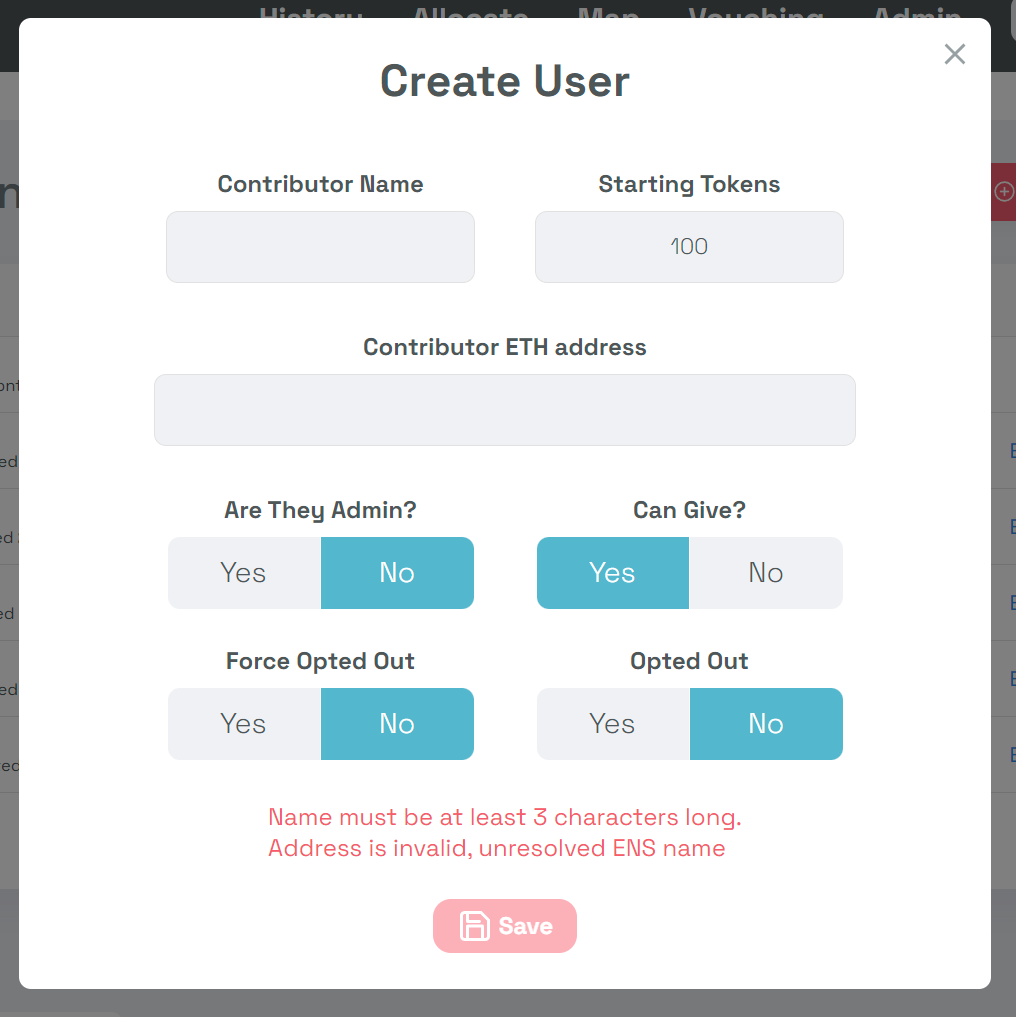 History Allocate Map Vouching Admin
Create User
Contributor Name Starting Tokens
100
Contributor ETH address
Are They Admin? Can Give?
Yes No Yes No
Force Opted Out Opted Out
Yes No Yes No
Name must be at least 3 characters long.
Address is invalid, unresolved ENS name
Save